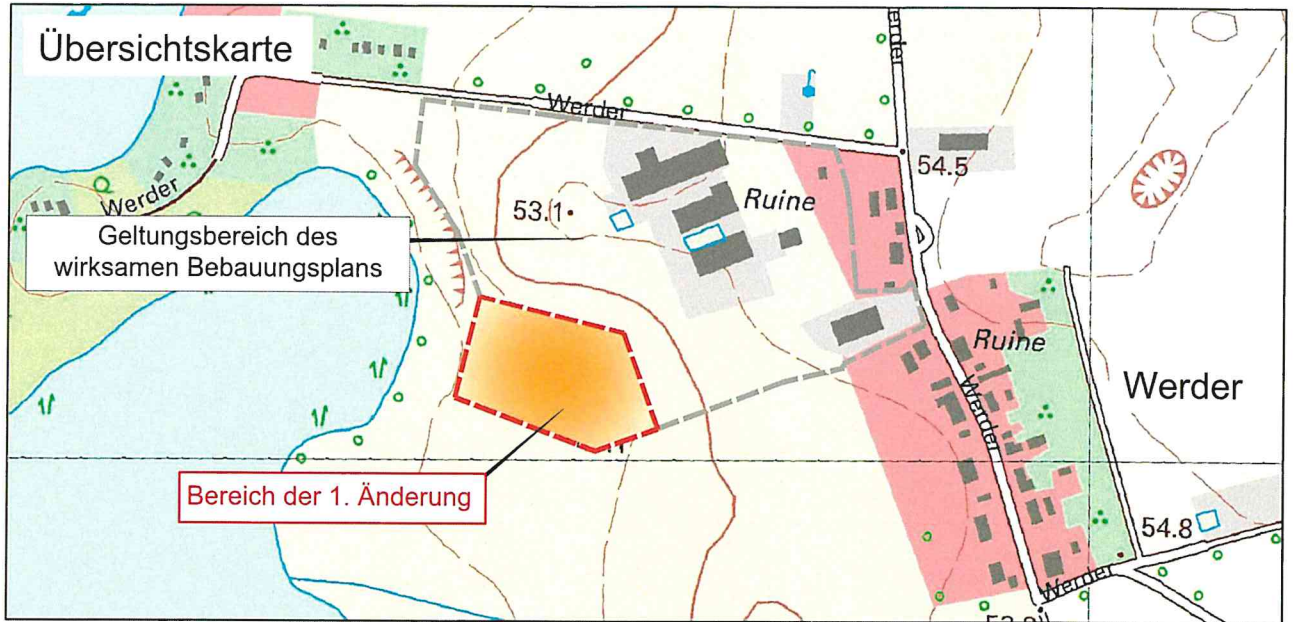 Übersichtskarte
Werder
Werder
54.5
Werder
53.1
Ruine
Geltungsbereich des
wirksamen Bebauungsplans
Ruine
Werder
Werder
Bereich der 1. Änderung
54.8
Werder